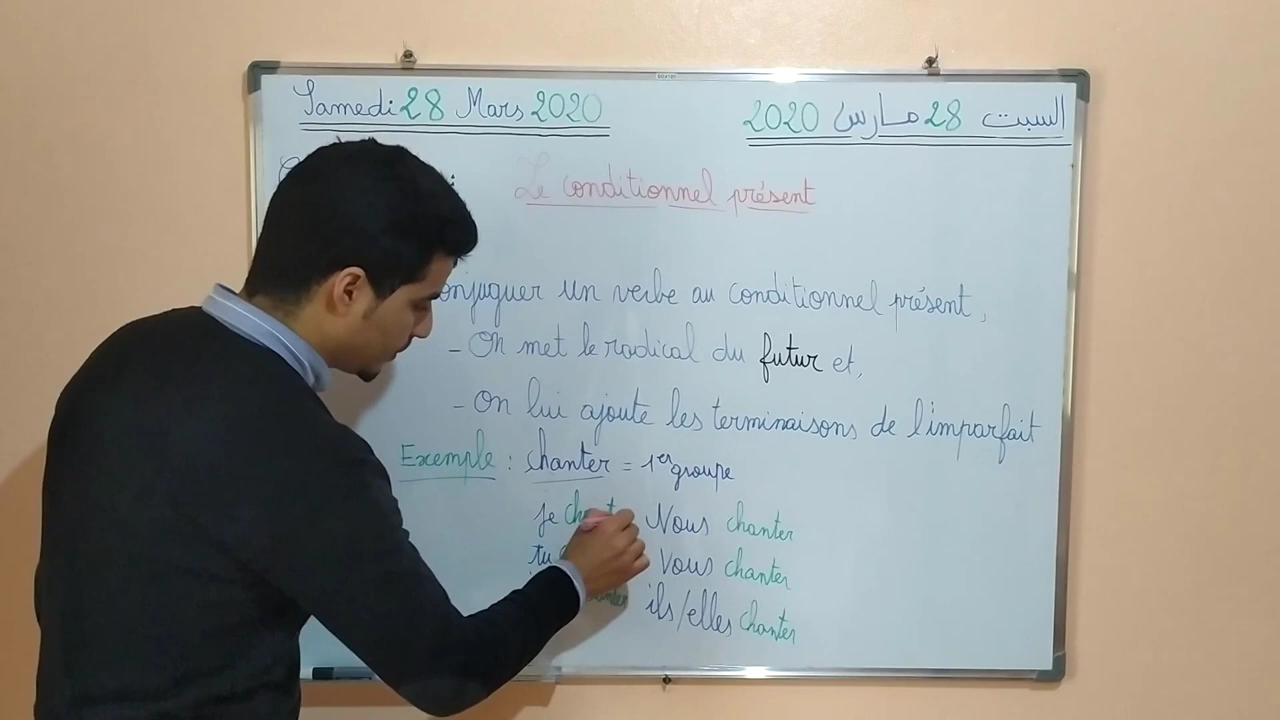 Samedi 28 Mars 2020
السبت 28 مارس 2020
Le conditionnel présent
onjuguer un verbe au conditionnel présent,
- On met le radical du futur et,
- On lui ajoute les terminaisons de l'imparfait
Exemple : chanter = 1er groupe
je Nous chanter
tu Vous chanter
ils/elles chanter